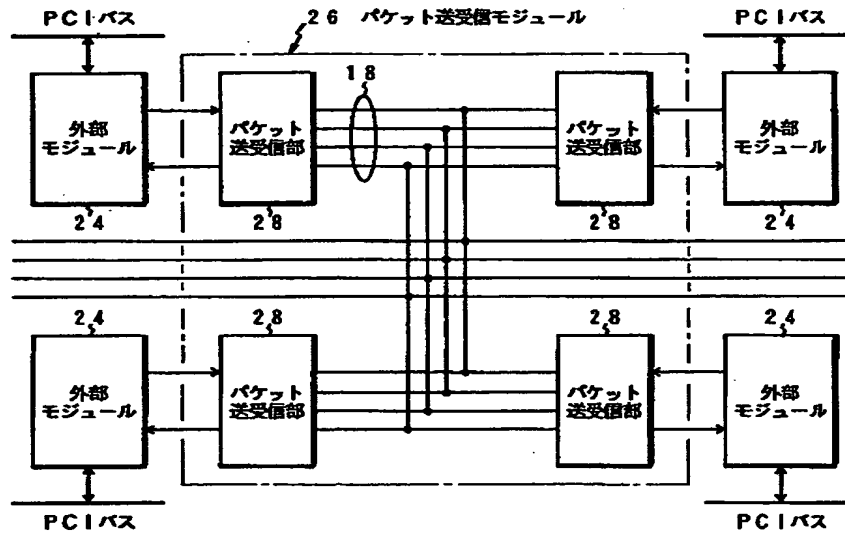 PCIバス
26 パケット送受信モジュール
PCIバス
18
外部
モジュール
パケット
送受信部
パケット
送受信部
外部
モジュール
24
28
28
24
24
28
28
24
外部
モジュール
パケット
送受信部
パケット
送受信部
外部
モジュール
PCIバス
PCIバス